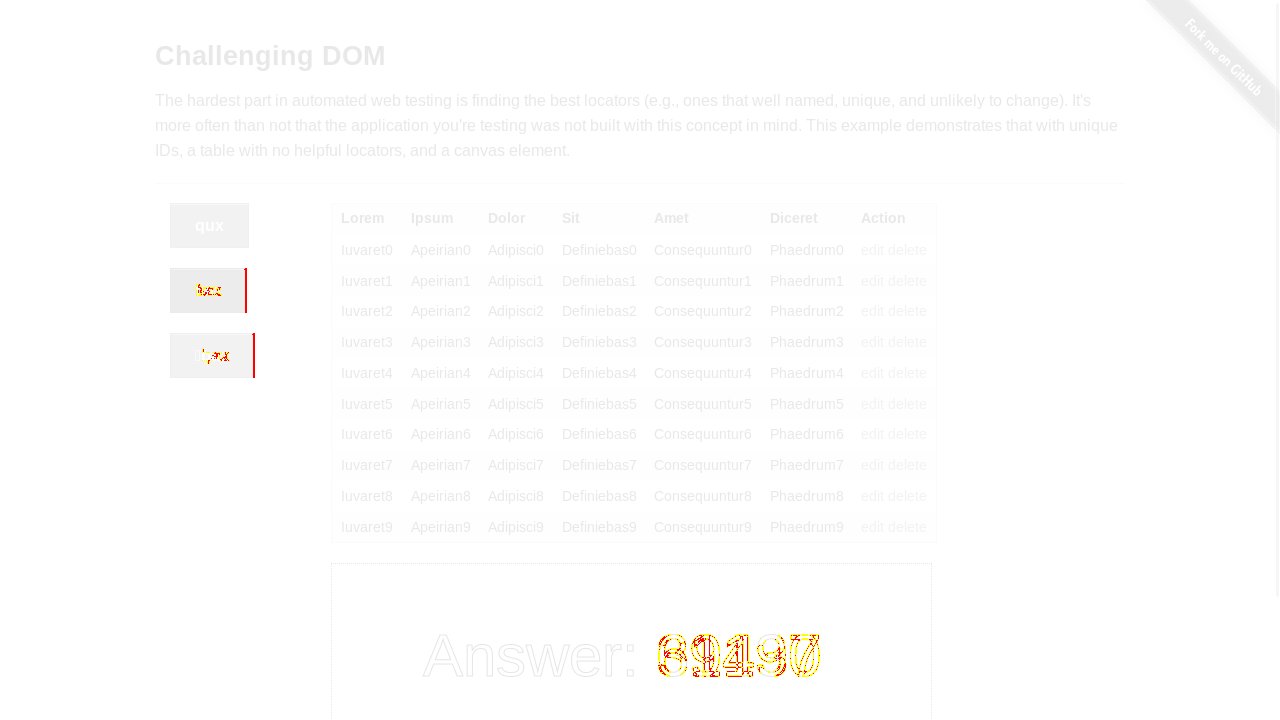 Fork me on GitHub
Challenging DOM
The hardest part in automated web testing is finding the best locators (e.g., ones that well named, unique, and unlikely to change). It's
more often than not that the application you're testing was not built with this concept in mind. This example demonstrates that with unique
IDs, a table with no helpful locators, and a canvas element.
qux
Lorem Ipsum Dolor Sit Amet Diceret Action
Iuvaret0 Apeirian0 Adipisci0 Definiebas0 Consequuntur0 Phaedrum0 edit delete
Iuvaret1 Apeirian1 Adipisci1 Definiebas1 Consequuntur1 Phaedrum1 edit delete
Iuvaret2 Apeirian2 Adipisci2 Definiebas2 Consequuntur2 Phaedrum2 edit delete
Iuvaret3 Apeirian3 Adipisci3 Definiebas3 Consequuntur3 Phaedrum3 edit delete
Iuvaret4 Apeirian4 Adipisci4 Definiebas4 Consequuntur4 Phaedrum4 edit delete
Iuvaret5 Apeirian5 Adipisci5 Definiebas5 Consequuntur5 Phaedrum5 edit delete
Iuvaret6 Apeirian6 Adipisci6 Definiebas6 Consequuntur6 Phaedrum6 edit delete
Iuvaret7 Apeirian7 Adipisci7 Definiebas7 Consequuntur7 Phaedrum7 edit delete
Iuvaret8 Apeirian8 Adipisci8 Definiebas8 Consequuntur8 Phaedrum8 edit delete
Iuvaret9 Apeirian9 Adipisci9 Definiebas9 Consequuntur9 Phaedrum9 edit delete
Answer: